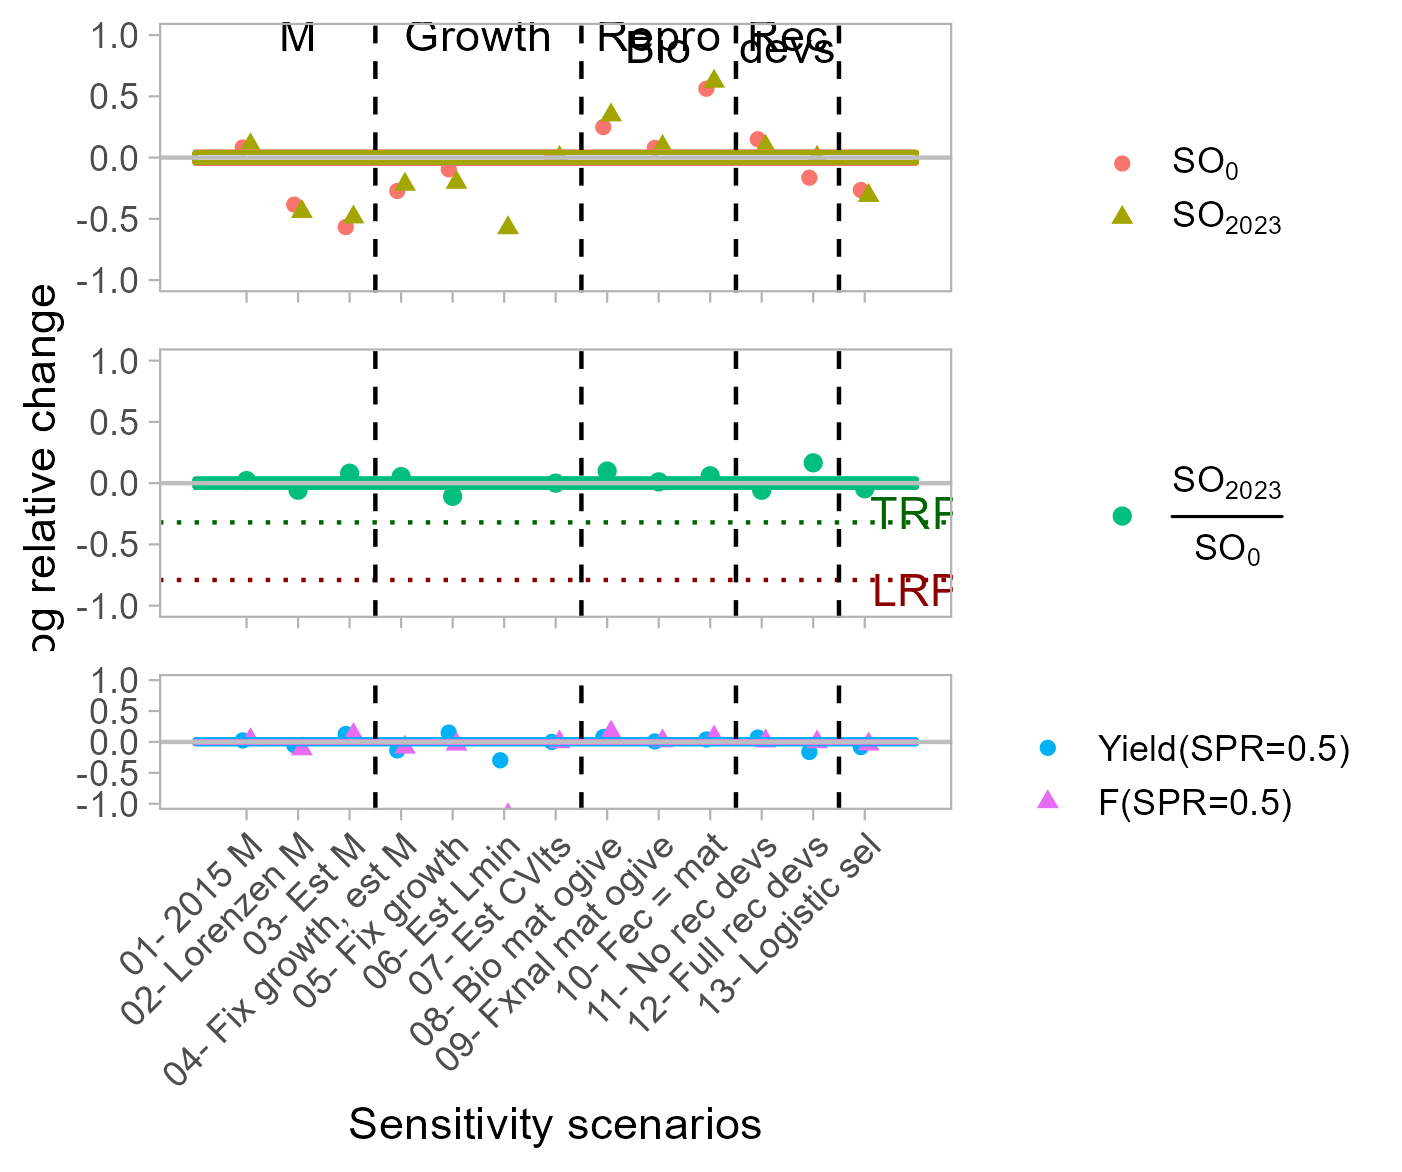 M Growth Repro Rec
Bio devs
1.0
0.5
0.0
-0.5
-1.0
SO0
SO2023
og relative change
1.0
0.5
0.0
-0.5
-1.0
TRP
LRP
SO2023
SO0
1.0
0.5
0.0
-0.5
-1.0
Yield(SPR=0.5)
F(SPR=0.5)
01- 2015 M
02- Lorenzen M
03- Est M
04- Fix growth, est M
05- Fix growth
06- Est Lmin
07- Est CVlts
08- Bio mat ogive
09- Fxnal mat ogive
10- Fec = mat
11- No rec devs
12- Full rec devs
13- Logistic sel
Sensitivity scenarios